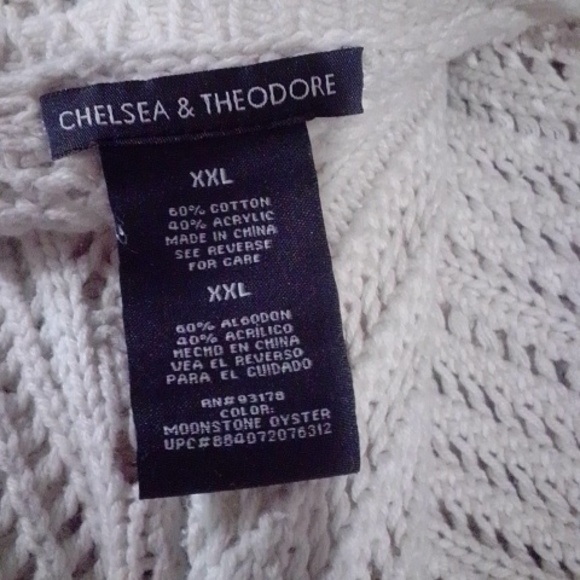 CHELSEA & THEODORE
XXL
60% COTTON
40% ACRYLIC
MADE IN CHINA
SEE REVERSE
FOR CARE
XXL
60% ALGODON
40% ACRÍLICO
HECHO EN CHINA
VEA EL REVERSO
PARA EL CUIDADO
RN#93178
COLOR:
MOONSTONE OYSTER
UPC#884072076312